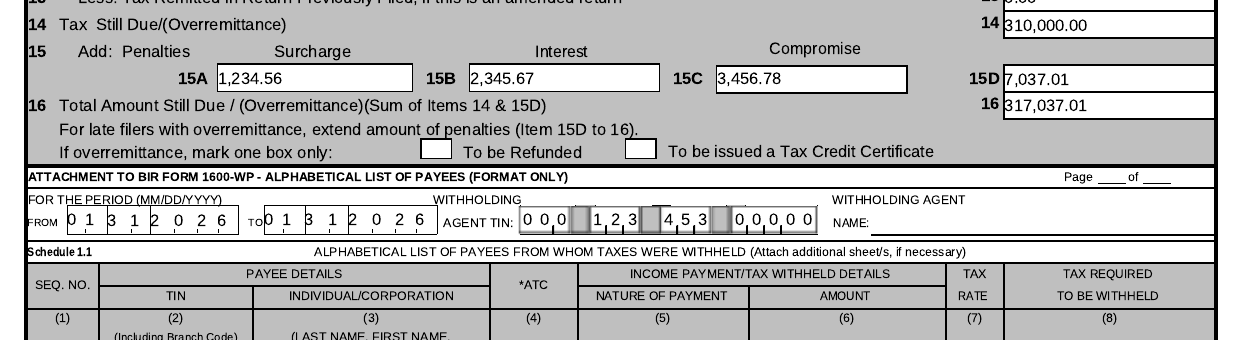 13 Less: Tax Remitted in Return Previously Filed, if this is an amended return 13 0.00
14 Tax Still Due/(Overremittance) 14 310,000.00
15 Add: Penalties Surcharge Interest Compromise
15A 1,234.56 15B 2,345.67 15C 3,456.78 15D 7,037.01
16 Total Amount Still Due / (Overremittance)(Sum of Items 14 & 15D) 16 317,037.01
For late filers with overremittance, extend amount of penalties (Item 15D to 16).
If overremittance, mark one box only: To be Refunded To be issued a Tax Credit Certificate
ATTACHMENT TO BIR FORM 1600-WP - ALPHABETICAL LIST OF PAYEES (FORMAT ONLY) Page ____ of ____
FOR THE PERIOD (MM/DD/YYYY) WITHHOLDING WITHHOLDING AGENT
FROM 0 1 3 1 2 0 2 6 TO 0 1 3 1 2 0 2 6 AGENT TIN: 0 0 0 1 2 3 4 5 3 0 0 0 0 0 NAME:
Schedule 1.1 ALPHABETICAL LIST OF PAYEES FROM WHOM TAXES WERE WITHHELD (Attach additional sheet/s, if necessary)
SEQ. NO. PAYEE DETAILS *ATC INCOME PAYMENT/TAX WITHHELD DETAILS TAX TAX REQUIRED
TIN INDIVIDUAL/CORPORATION NATURE OF PAYMENT AMOUNT RATE TO BE WITHHELD
(1) (2) (3) (4) (5) (6) (7) (8)
(Including Branch Code) (LAST NAME, FIRST NAME,